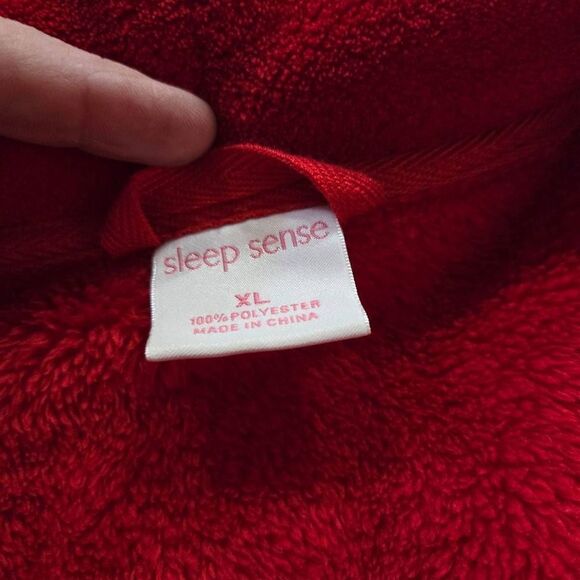 sleep sense
XL
100% POLYESTER
MADE IN CHINA